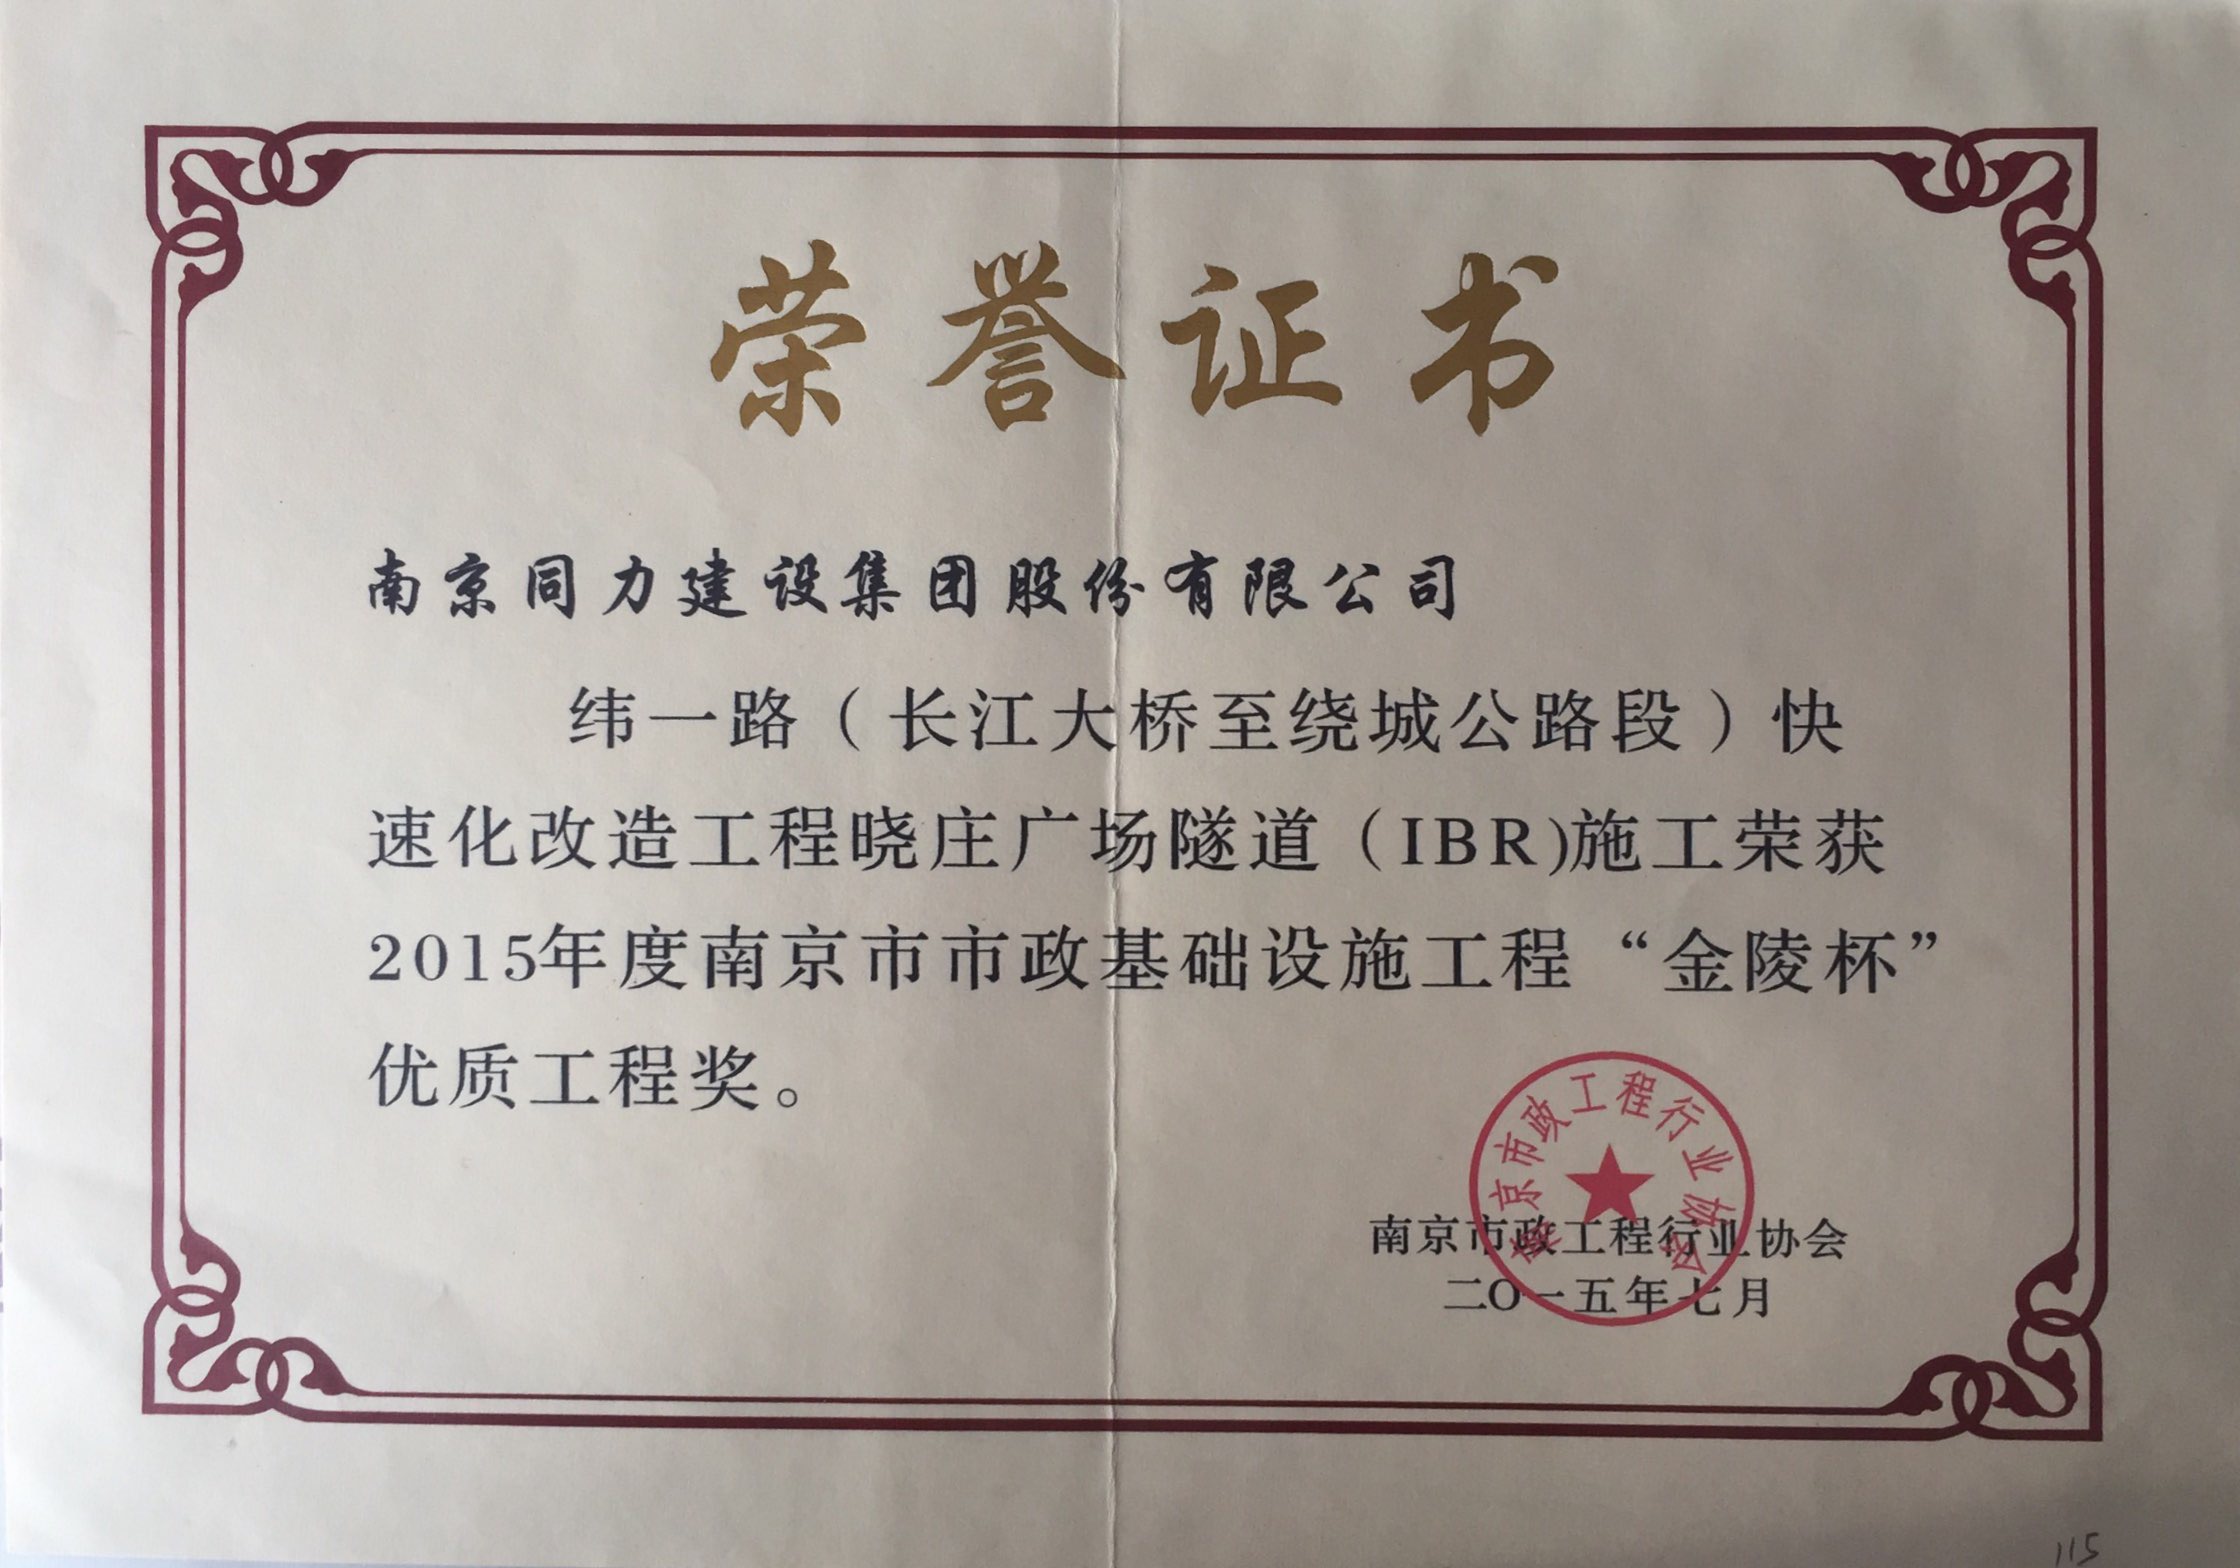 荣誉证书
南京同力建设集团股份有限公司
纬一路（长江大桥至绕城公路段）快
速化改造工程晓庄广场隧道（IBR)施工荣获
2015年度南京市市政基础设施工程“金陵杯”
优质工程奖。
南京市政工程行业协会
南京市政工程行业协会
二〇一五年七月
115